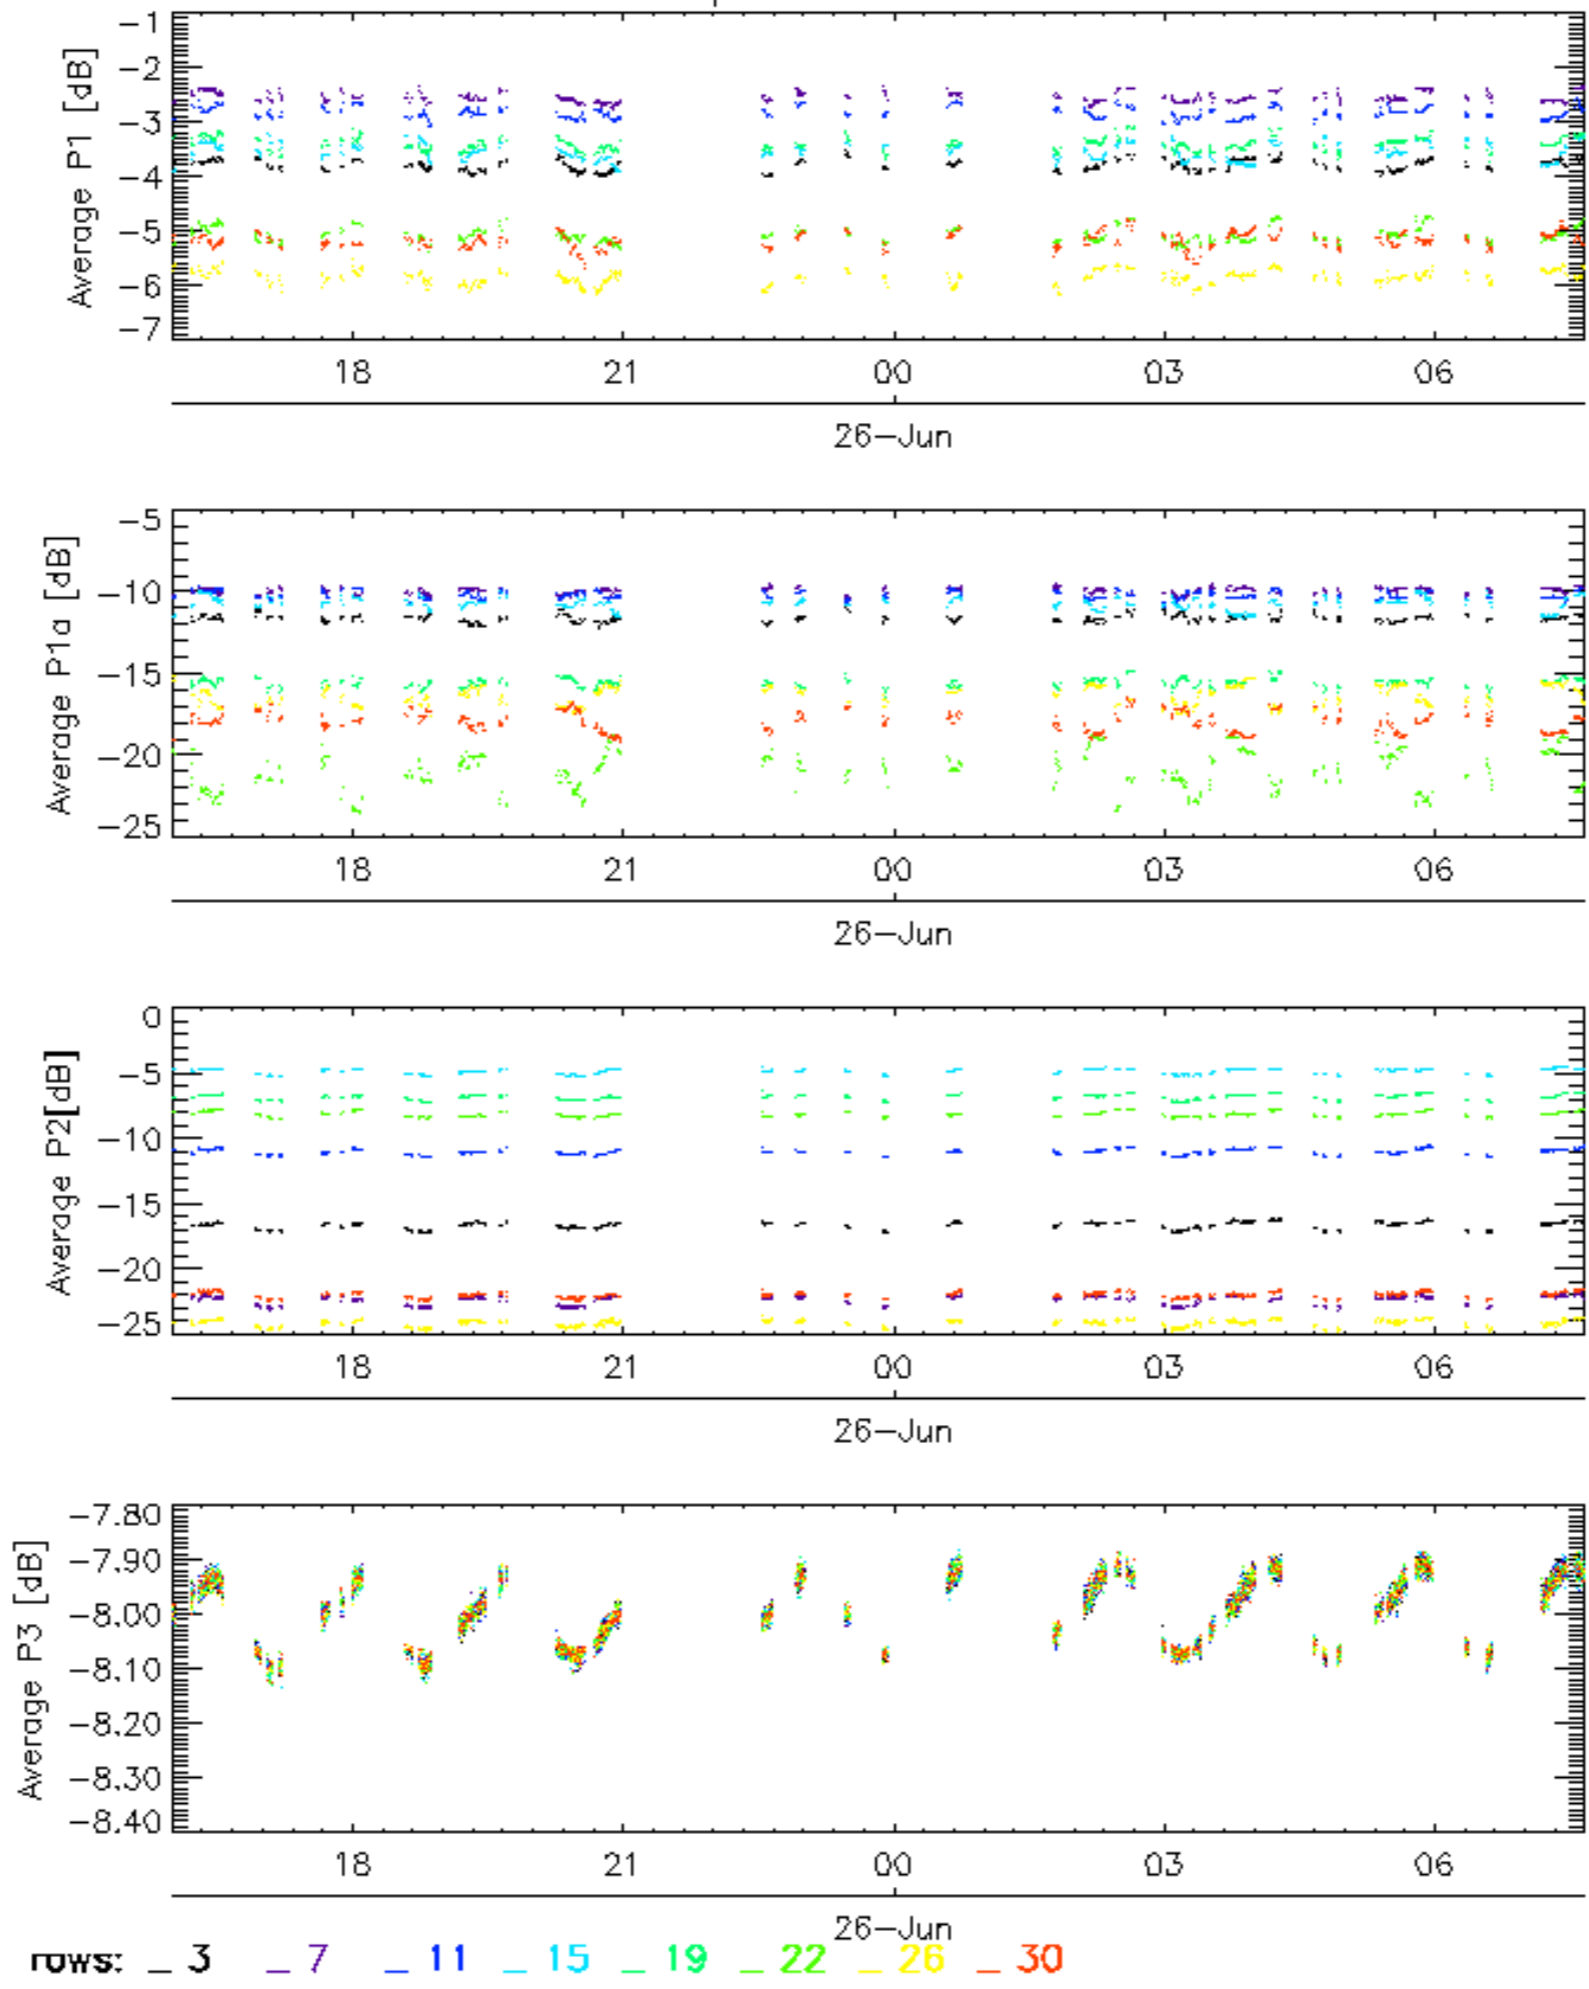 Average P1 [dB]
-1
-2
-3
-4
-5
-6
-7
18 21 00 03 06
26-Jun
Average P1a [dB]
-5
-10
-15
-20
-25
18 21 00 03 06
26-Jun
Average P2[dB]
0
-5
-10
-15
-20
-25
18 21 00 03 06
26-Jun
Average P3 [dB]
-7.80
-7.90
-8.00
-8.10
-8.20
-8.30
-8.40
18 21 00 03 06
26-Jun
rows: _ 3 _ 7 _ 11 _ 15 _ 19 _ 22 _ 26 _ 30